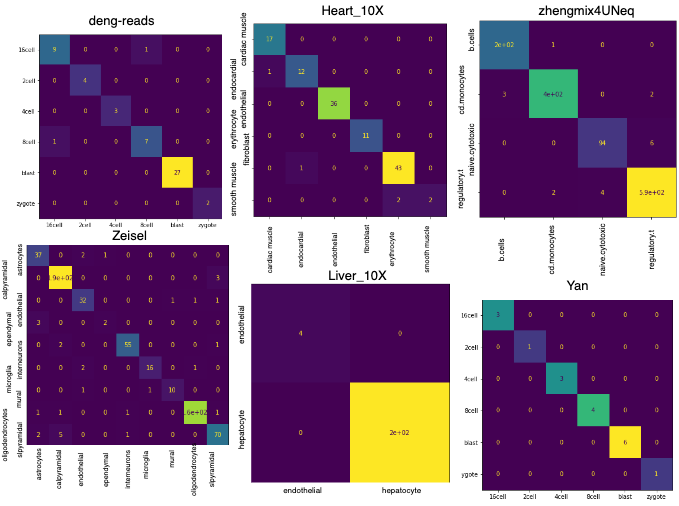 deng-reads
16cell 9 0 0 1 0 0
2cell 0 4 0 0 0 0
4cell 0 0 3 0 0 0
8cell 1 0 0 7 0 0
blast 0 0 0 0 27 0
zygote 0 0 0 0 0 2
16cell 2cell 4cell 8cell blast zygote
Heart_10X
cardiac muscle 17 0 0 0 0 0
endocardial 1 12 0 0 0 0
endothelial 0 0 36 0 0 0
erythrocyte 0 0 0 11 0 0
fibroblast 0 1 0 0 43 0
smooth muscle 0 0 0 0 2 2
cardiac muscle endocardial endothelial fibroblast erythrocyte smooth muscle
zhengmix4UNeq
b.cells 2e+02 1 0 0
cd.monocytes 3 4e+02 0 2
naive.cytotoxic 0 0 94 6
regulatory.t 0 2 4 5.9e+02
b.cells cd.monocytes naive.cytotoxic regulatory.t
Zeisel
astrocytes 37 0 2 1 0 0 0 0 0
calpyramidal 0 .9e+02 0 0 0 0 0 0 3
endothelial 0 0 32 0 0 0 1 1 0
ependymal 3 0 0 2 0 0 0 0 0
interneurons 0 2 0 0 55 0 0 0 1
microglia 0 0 2 0 0 16 0 1 0
mural 0 0 1 0 0 1 10 0 0
oligodendrocytes 1 1 0 0 1 0 0 .6e+02 1
slpyramidal 2 5 0 0 1 0 0 0 70
astrocytes calpyramidal endothelial ependymal interneurons microglia mural oligodendrocytes slpyramidal
Liver_10X
endothelial 4 0
hepatocyte 0 2e+02
endothelial hepatocyte
Yan
16cell 3 0 0 0 0 0
2cell 0 1 0 0 0 0
4cell 0 0 3 0 0 0
8cell 0 0 0 4 0 0
blast 0 0 0 0 6 0
ygote 0 0 0 0 0 1
16cell 2cell 4cell 8cell blast zygote